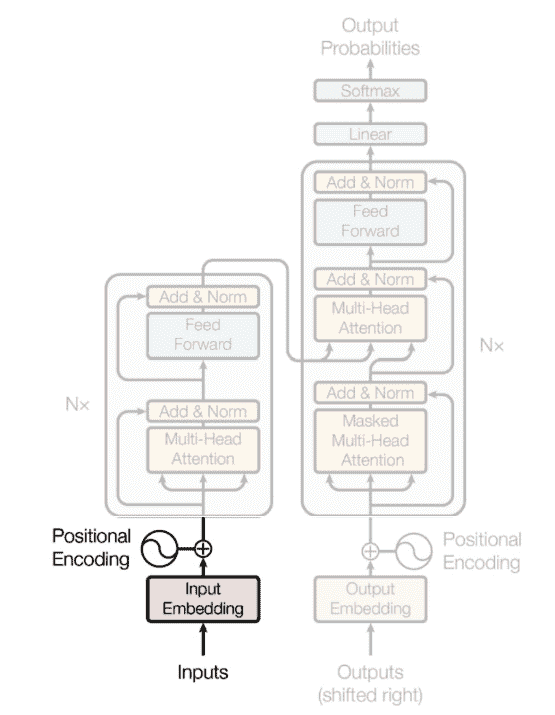 Output
Probabilities
Softmax
Linear
Add & Norm
Feed
Forward
Add & Norm
Multi-Head
Attention
Add & Norm
Masked
Multi-Head
Attention
N×
Add & Norm
Feed
Forward
Add & Norm
Multi-Head
Attention
N×
Positional
Encoding
Input
Embedding
Inputs
Positional
Encoding
Output
Embedding
Outputs
(shifted right)